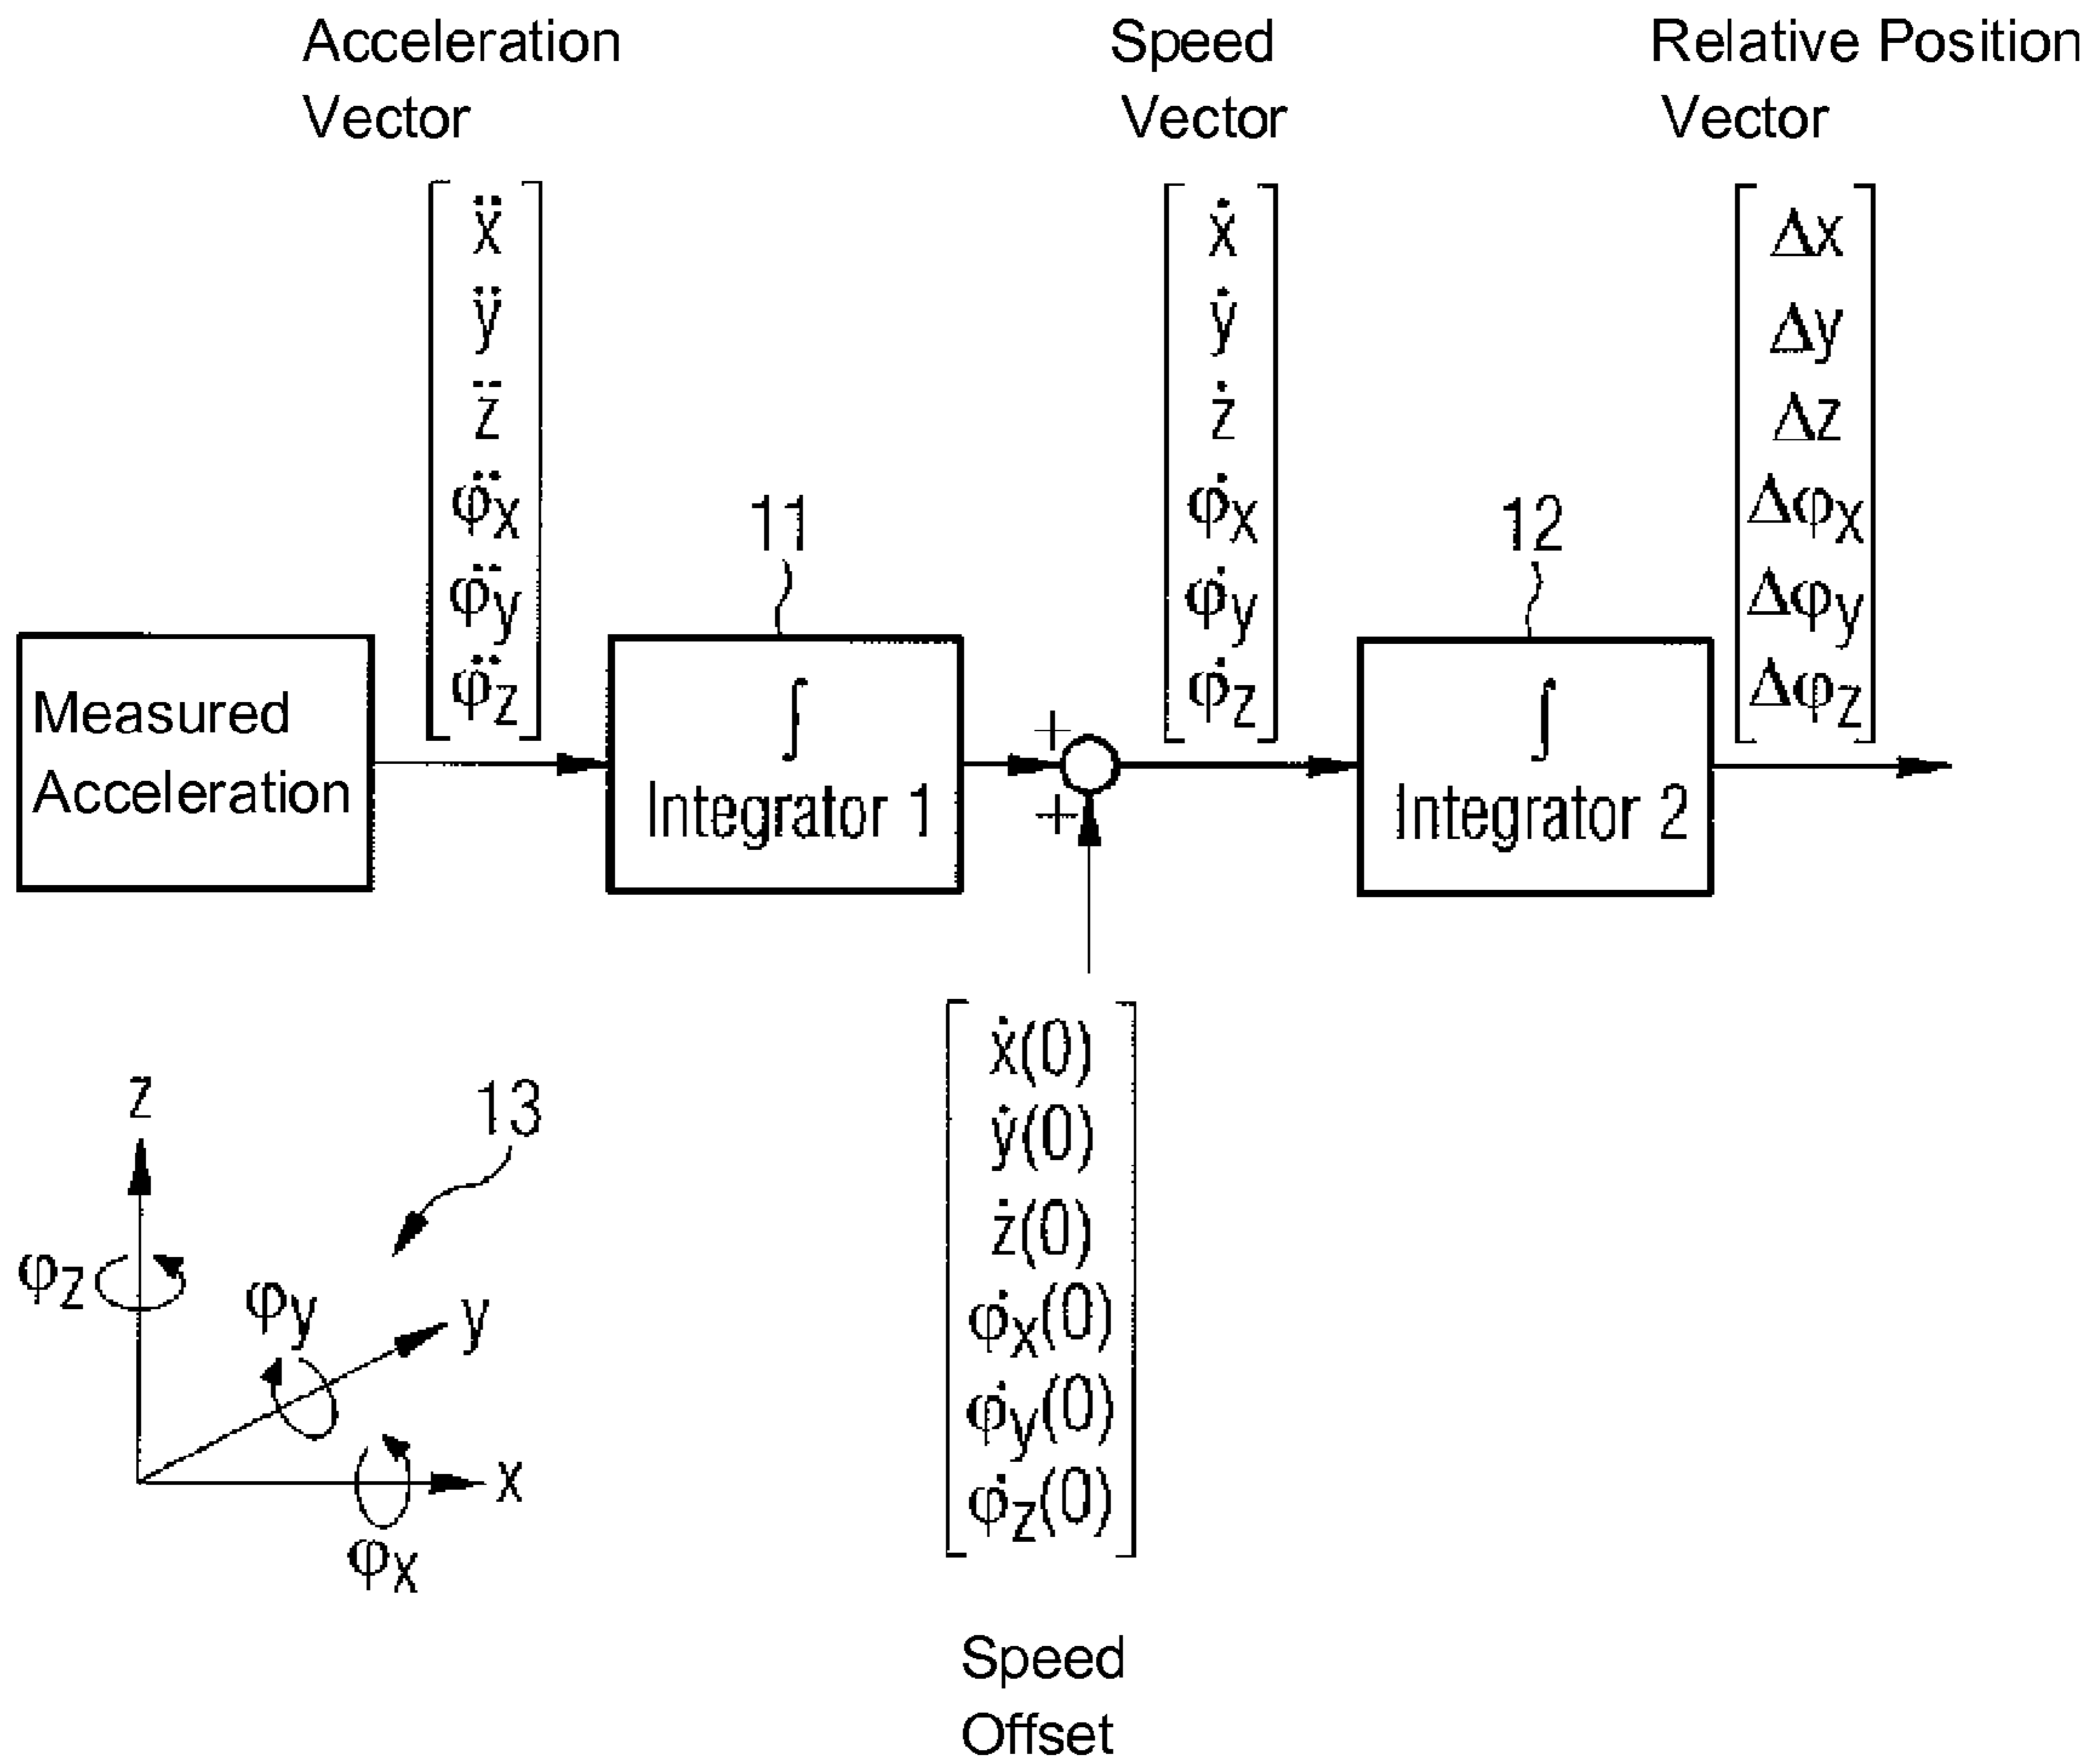 Acceleration
Vector
Speed
Vector
Relative Position
Vector
ẍ
ÿ
z̈
φ̈x
φ̈y
φ̈z
ẋ
ẏ
ż
φ̇x
φ̇y
φ̇z
Δx
Δy
Δz
Δφx
Δφy
Δφz
11
12
Measured
Acceleration
∫
Integrator 1
+
+
∫
Integrator 2
ẋ(0)
ẏ(0)
ż(0)
φ̇x(0)
φ̇y(0)
φ̇z(0)
Speed
Offset
z
13
φz
φy
y
x
φx